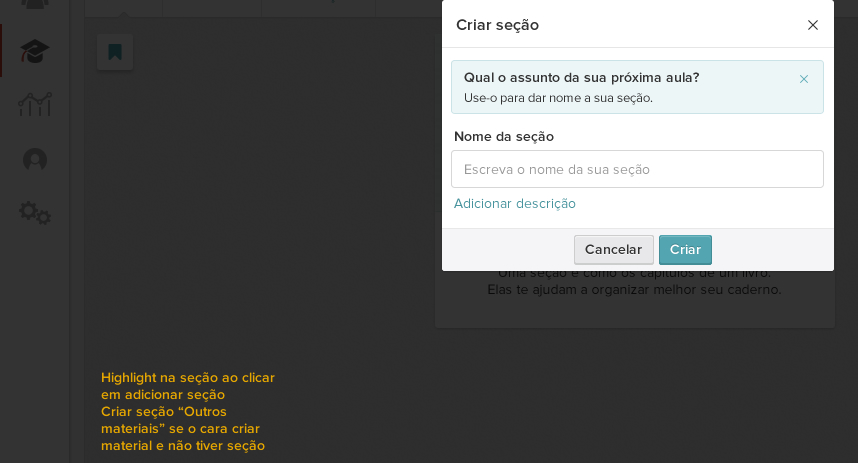 Criar seção
Qual o assunto da sua próxima aula?
Use-o para dar nome a sua seção.
Nome da seção
Escreva o nome da sua seção
Adicionar descrição
Cancelar
Criar
Uma seção é como os capítulos de um livro.
Elas te ajudam a organizar melhor seu caderno.
Highlight na seção ao clicar
em adicionar seção
Criar seção “Outros
materiais” se o cara criar
material e não tiver seção